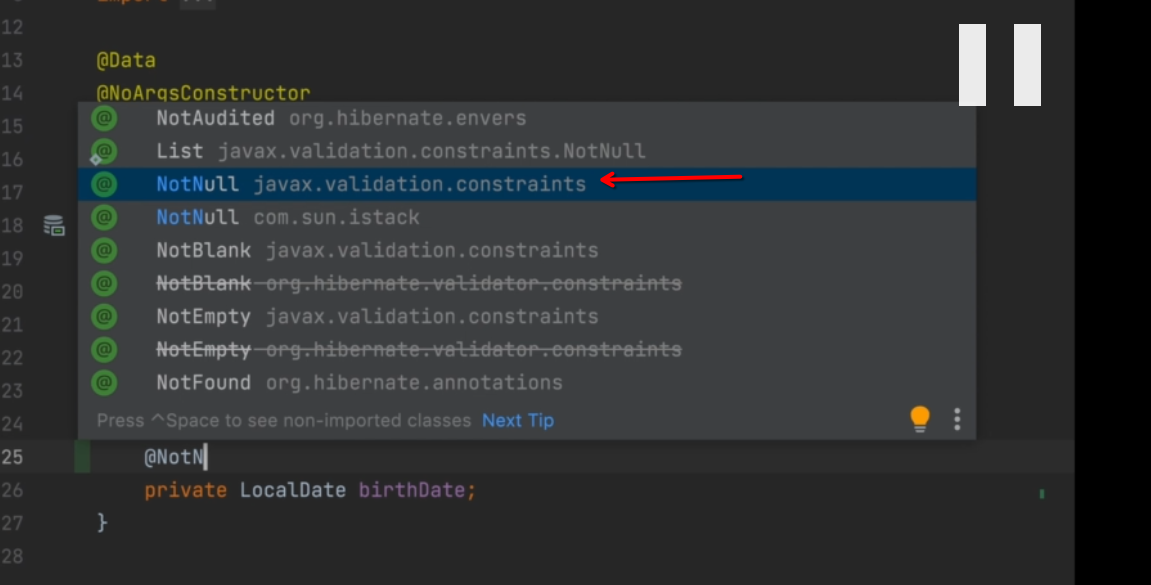 12
13 @Data
14 @NoArgsConstructor
15 NotAudited org.hibernate.envers
16 List javax.validation.constraints.NotNull
17 NotNull javax.validation.constraints
18 NotNull com.sun.istack
19 NotBlank javax.validation.constraints
20 NotBlank org.hibernate.validator.constraints
21 NotEmpty javax.validation.constraints
22 NotEmpty org.hibernate.validator.constraints
23 NotFound org.hibernate.annotations
24 Press ^Space to see non-imported classes Next Tip
25 @NotN
26 private LocalDate birthDate;
27 }
28